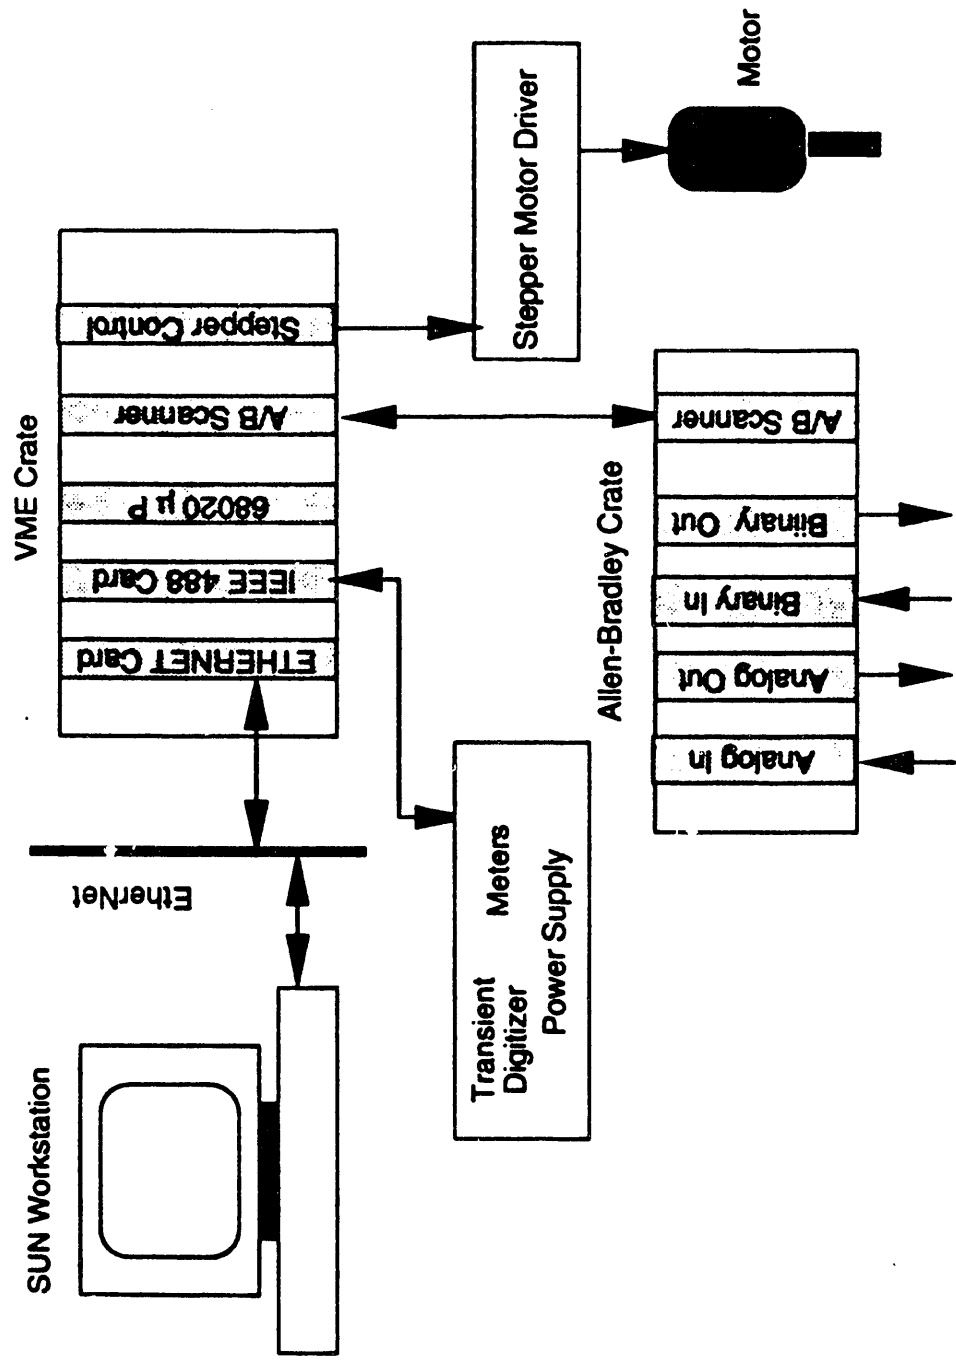 SUN Workstation
EtherNet
VME Crate
ETHERNET Card
IEEE 488 Card
68020 µ P
A/B Scanner
Stepper Control
Transient
Digitizer
Meters
Power Supply
Stepper Motor Driver
Motor
Allen-Bradley Crate
Analog In
Analog Out
Binary In
Biinary Out
A/B Scanner